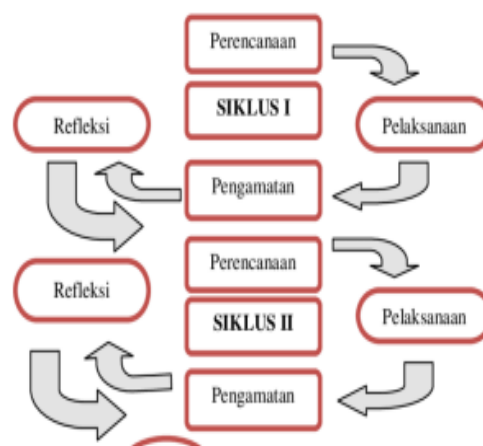 Perencanaan
SIKLUS I
Refleksi
Pelaksanaan
Pengamatan
Perencanaan
Refleksi
SIKLUS II
Pelaksanaan
Pengamatan